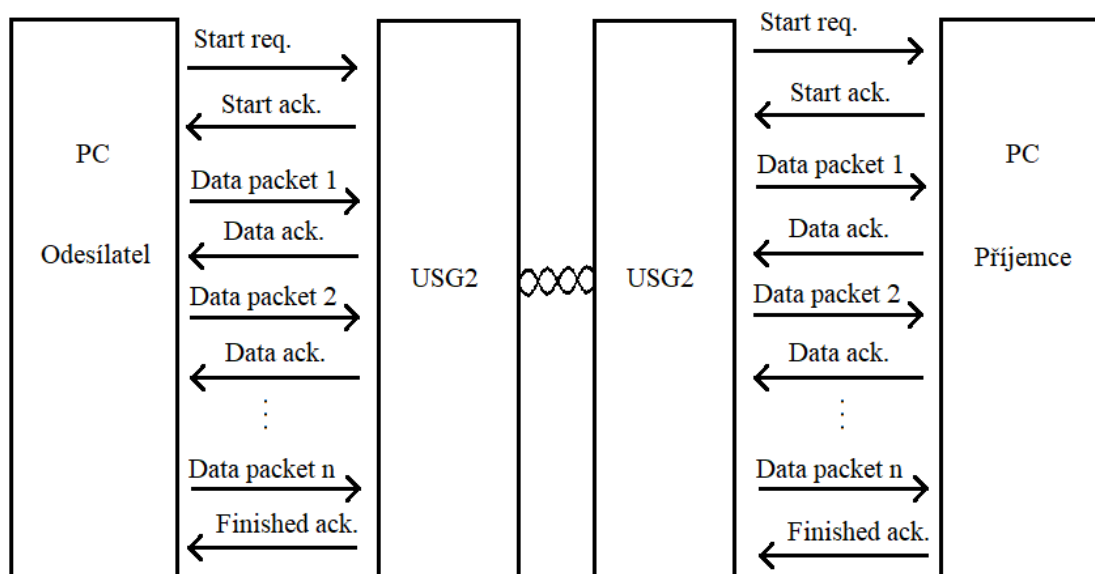 PC
Odesílatel
Start req.
Start ack.
Data packet 1
Data ack.
Data packet 2
Data ack.
Data packet n
Finished ack.
USG2
USG2
Start req.
Start ack.
Data packet 1
Data ack.
Data packet 2
Data ack.
Data packet n
Finished ack.
PC
Příjemce